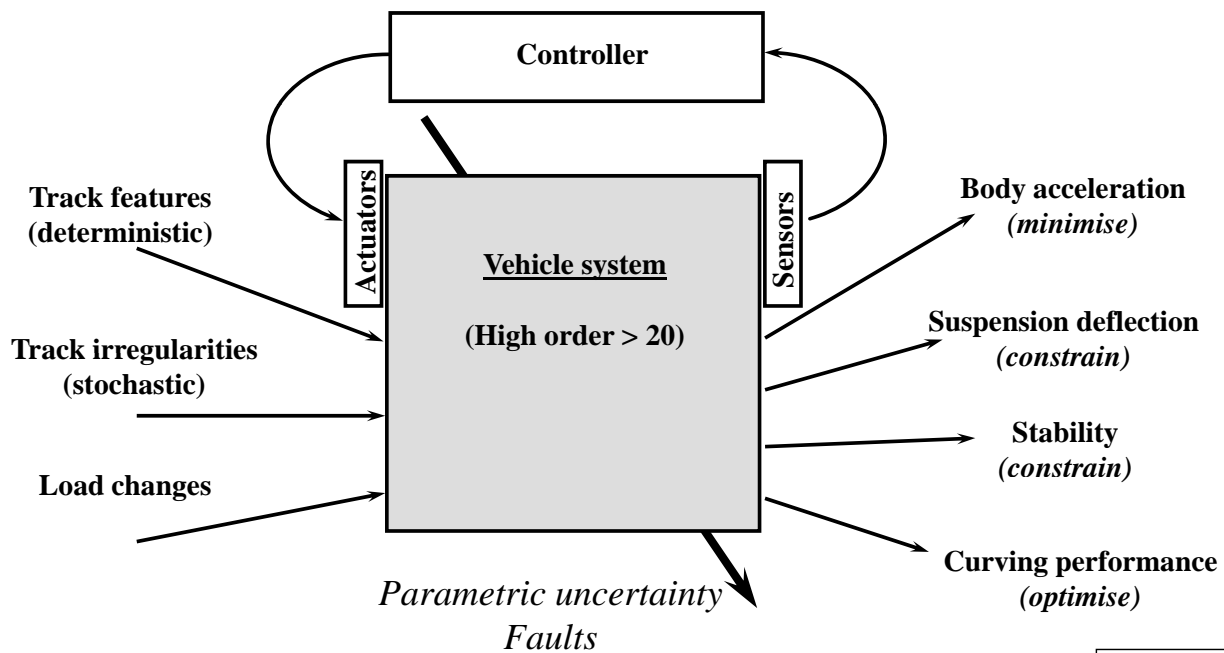 Controller
Actuators
Sensors
Track features
(deterministic)
Track irregularities
(stochastic)
Load changes
Vehicle system
(High order > 20)
Body acceleration
(minimise)
Suspension deflection
(constrain)
Stability
(constrain)
Curving performance
(optimise)
Parametric uncertainty
Faults